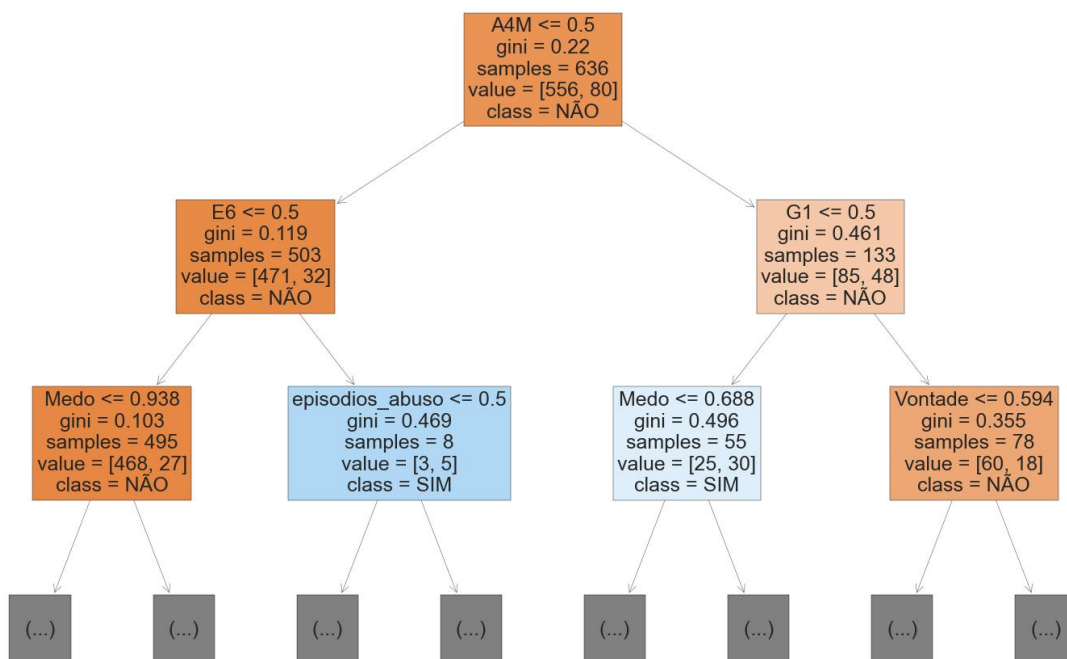 A4M <= 0.5
gini = 0.22
samples = 636
value = [556, 80]
class = NÃO
E6 <= 0.5
gini = 0.119
samples = 503
value = [471, 32]
class = NÃO
G1 <= 0.5
gini = 0.461
samples = 133
value = [85, 48]
class = NÃO
Medo <= 0.938
gini = 0.103
samples = 495
value = [468, 27]
class = NÃO
episodios_abuso <= 0.5
gini = 0.469
samples = 8
value = [3, 5]
class = SIM
Medo <= 0.688
gini = 0.496
samples = 55
value = [25, 30]
class = SIM
Vontade <= 0.594
gini = 0.355
samples = 78
value = [60, 18]
class = NÃO
(...)
(...)
(...)
(...)
(...)
(...)
(...)
(...)